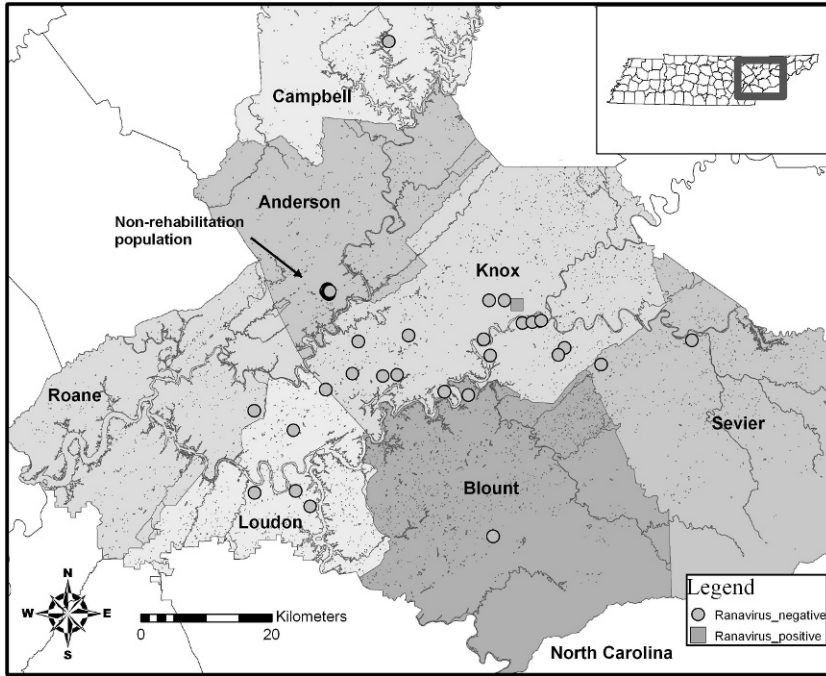 Campbell
Anderson
Non-rehabilitation
population
Knox
Roane
Sevier
Blount
Loudon
N
W E
S
Kilometers
0 20
North Carolina
Legend
Ranavirus_negative
Ranavirus_positive